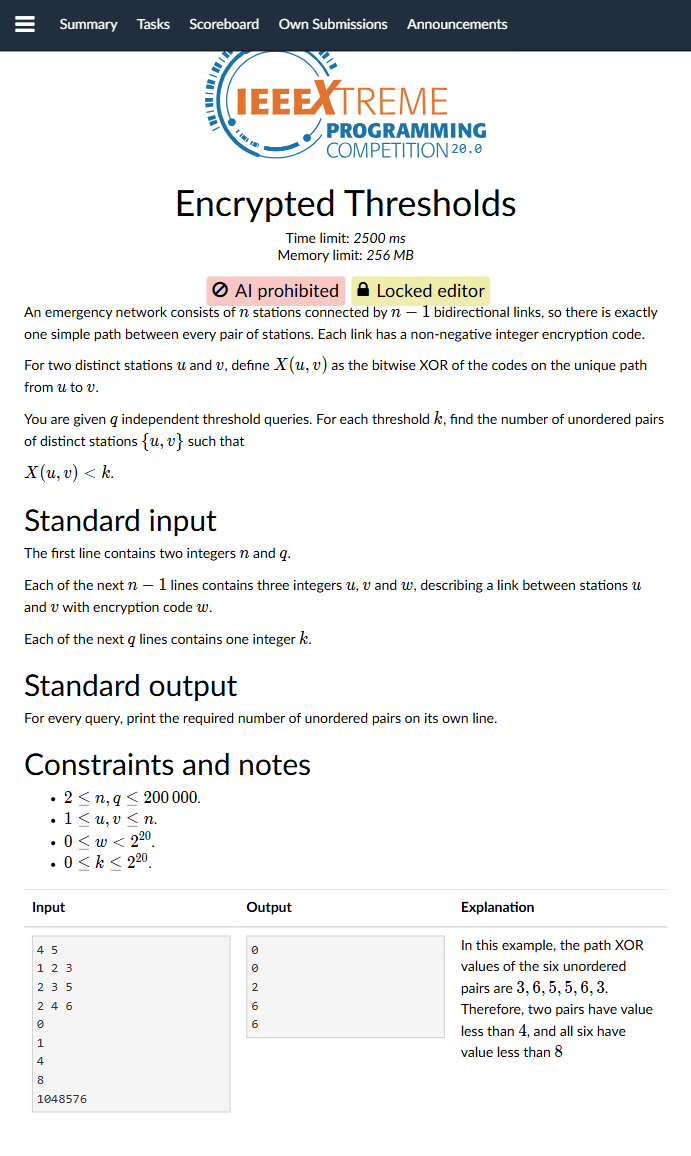 Summary Tasks Scoreboard Own Submissions Announcements
IEEEXTREME
PROGRAMMING
COMPETITION 20.0
Encrypted Thresholds
Time limit: 2500 ms
Memory limit: 256 MB
AI prohibited Locked editor
An emergency network consists of n stations connected by n − 1 bidirectional links, so there is exactly
one simple path between every pair of stations. Each link has a non-negative integer encryption code.
For two distinct stations u and v, define X(u, v) as the bitwise XOR of the codes on the unique path
from u to v.
You are given q independent threshold queries. For each threshold k, find the number of unordered pairs
of distinct stations {u, v} such that
X(u, v) < k.
Standard input
The first line contains two integers n and q.
Each of the next n − 1 lines contains three integers u, v and w, describing a link between stations u
and v with encryption code w.
Each of the next q lines contains one integer k.
Standard output
For every query, print the required number of unordered pairs on its own line.
Constraints and notes
• 2 ≤ n, q ≤ 200 000.
• 1 ≤ u, v ≤ n.
• 0 ≤ w < 2²⁰.
• 0 ≤ k ≤ 2²⁰.
Input Output Explanation
4 5
1 2 3
2 3 5
2 4 6
0
1
4
8
1048576
0
0
2
6
6
In this example, the path XOR
values of the six unordered
pairs are 3, 6, 5, 5, 6, 3.
Therefore, two pairs have value
less than 4, and all six have
value less than 8